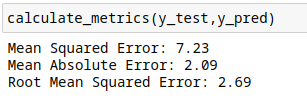 calculate_metrics(y_test,y_pred)
Mean Squared Error: 7.23
Mean Absolute Error: 2.09
Root Mean Squared Error: 2.69